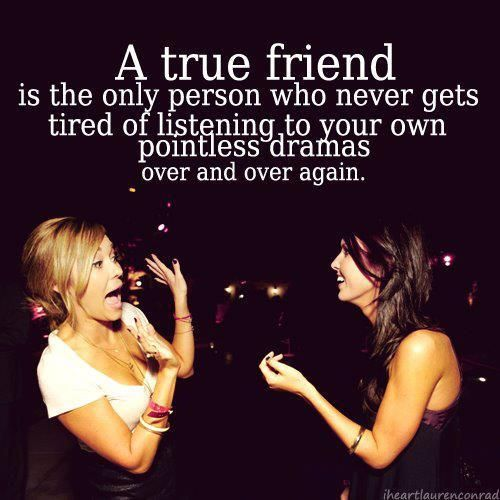 A true friend
is the only person who never gets
tired of listening to your own
pointless dramas
over and over again.
iheartlaurenconrad